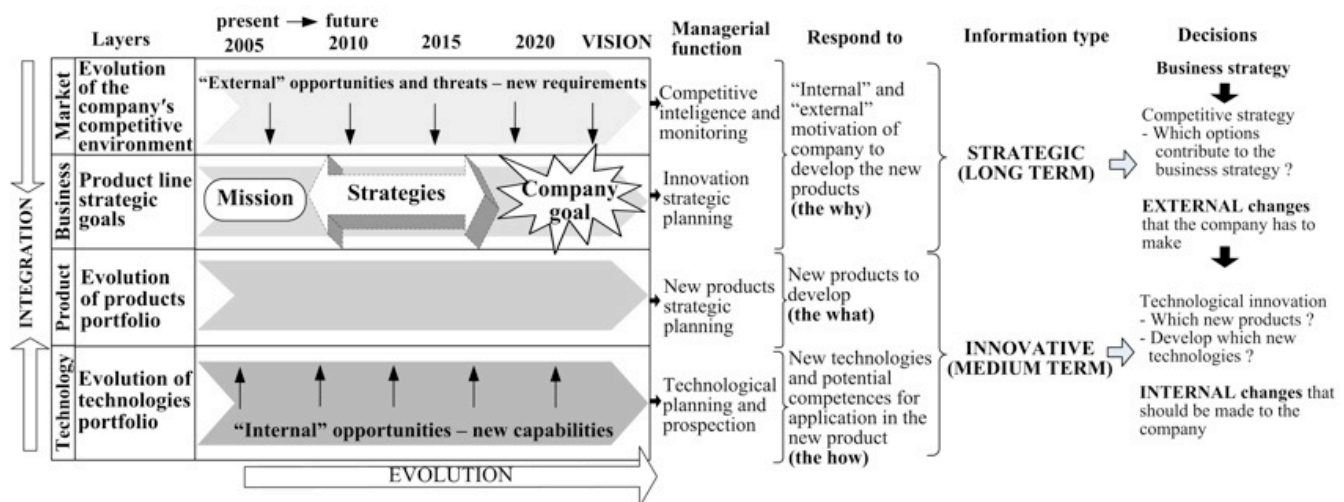 present → future
Layers
2005
2010
2015
2020
VISION
Managerial
function
Respond to
Information type
Decisions
INTEGRATION
Market
Evolution
of the
company's
competitive
environment
“External” opportunities and threats – new requirements
Competitive
inteligence and
monitoring
“Internal” and
“external”
motivation of
company to
develop the new
products
(the why)
Business
Product line
strategic
goals
Mission
Strategies
Company
goal
Innovation
strategic
planning
STRATEGIC
(LONG TERM)
Business strategy
Competitive strategy
- Which options
contribute to the
business strategy ?
EXTERNAL changes
that the company has to
make
Product
Evolution
of products
portfolio
New products
strategic
planning
New products to
develop
(the what)
Technology
Evolution of
technologies
portfolio
“Internal” opportunities – new capabilities
Technological
planning and
prospection
New technologies
and potential
competences for
application in the
new product
(the how)
INNOVATIVE
(MEDIUM TERM)
Technological innovation
- Which new products ?
- Develop which new
technologies ?
INTERNAL changes that
should be made to the
company
EVOLUTION